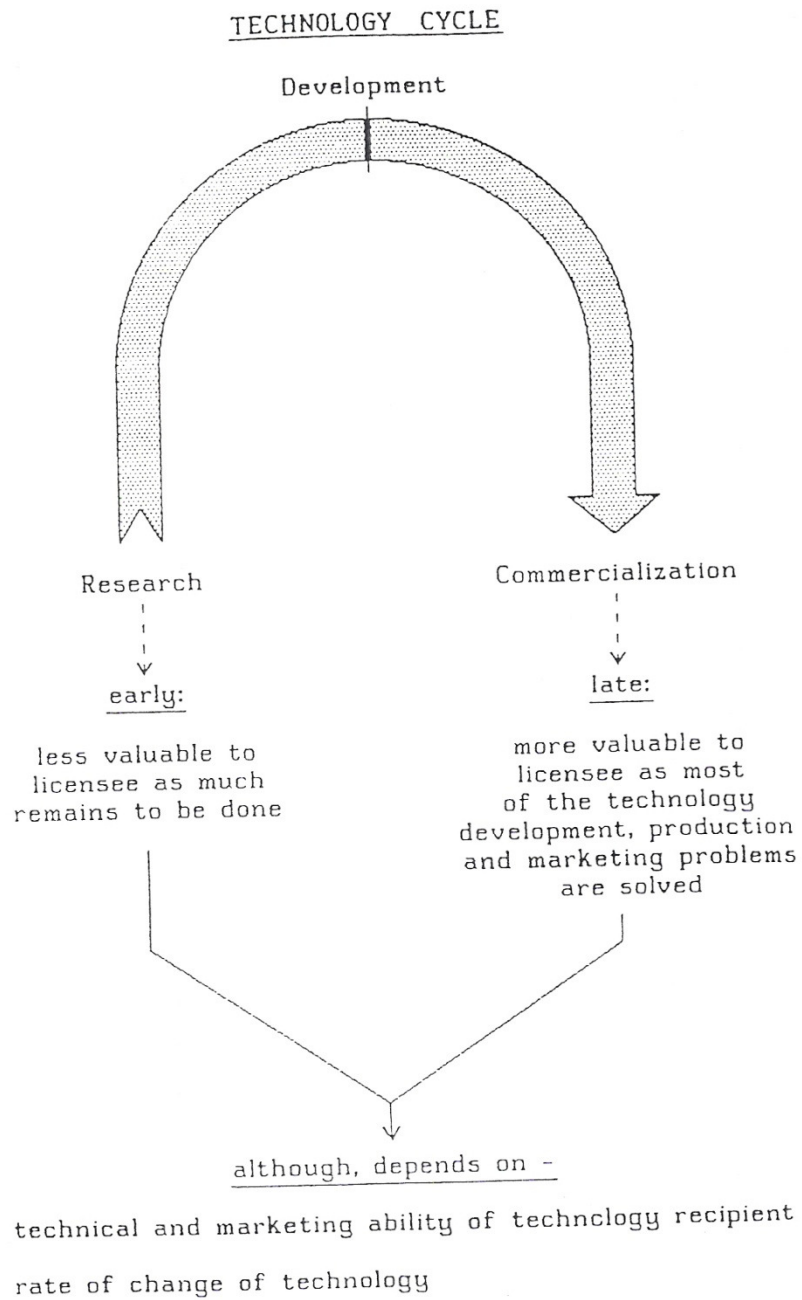 TECHNOLOGY CYCLE
Development
Research
early:
less valuable to
licensee as much
remains to be done
Commercialization
late:
more valuable to
licensee as most
of the technology
development, production
and marketing problems
are solved
although, depends on -
technical and marketing ability of technclogy recipient
rate of change of technology